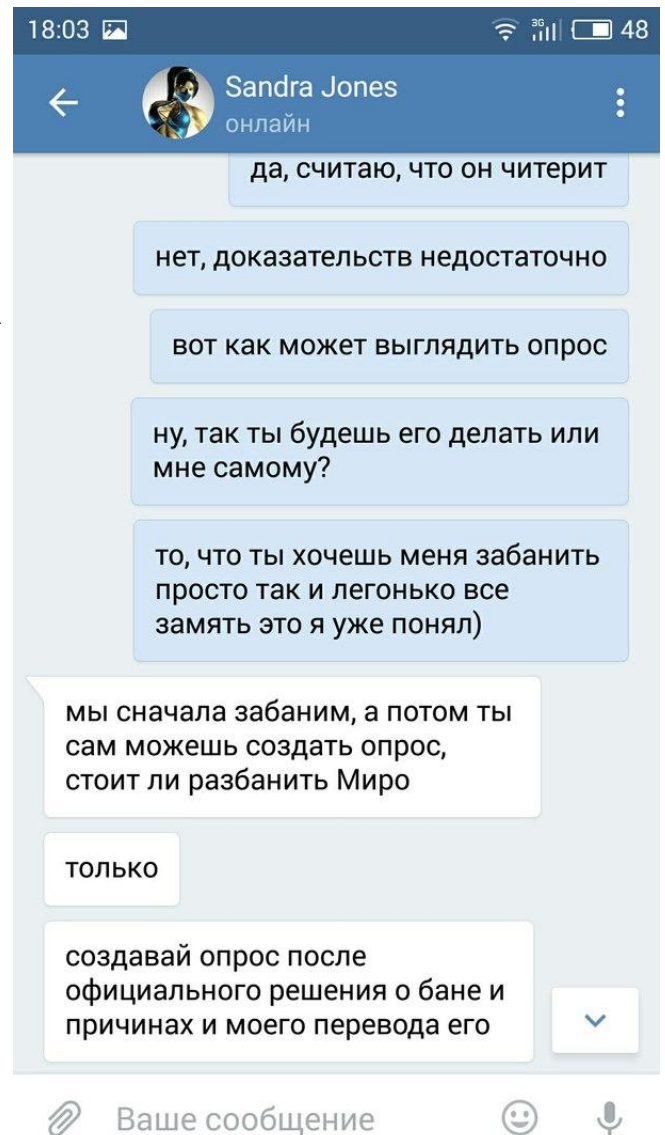 18:03
3G
48
Sandra Jones
онлайн
да, считаю, что он читерит
нет, доказательств недостаточно
вот как может выглядить опрос
ну, так ты будешь его делать или
мне самому?
то, что ты хочешь меня забанить
просто так и легонько все
замять это я уже понял)
мы сначала забаним, а потом ты
сам можешь создать опрос,
стоит ли разбанить Миро
только
создавай опрос после
официального решения о бане и
причинах и моего перевода его
Ваше сообщение